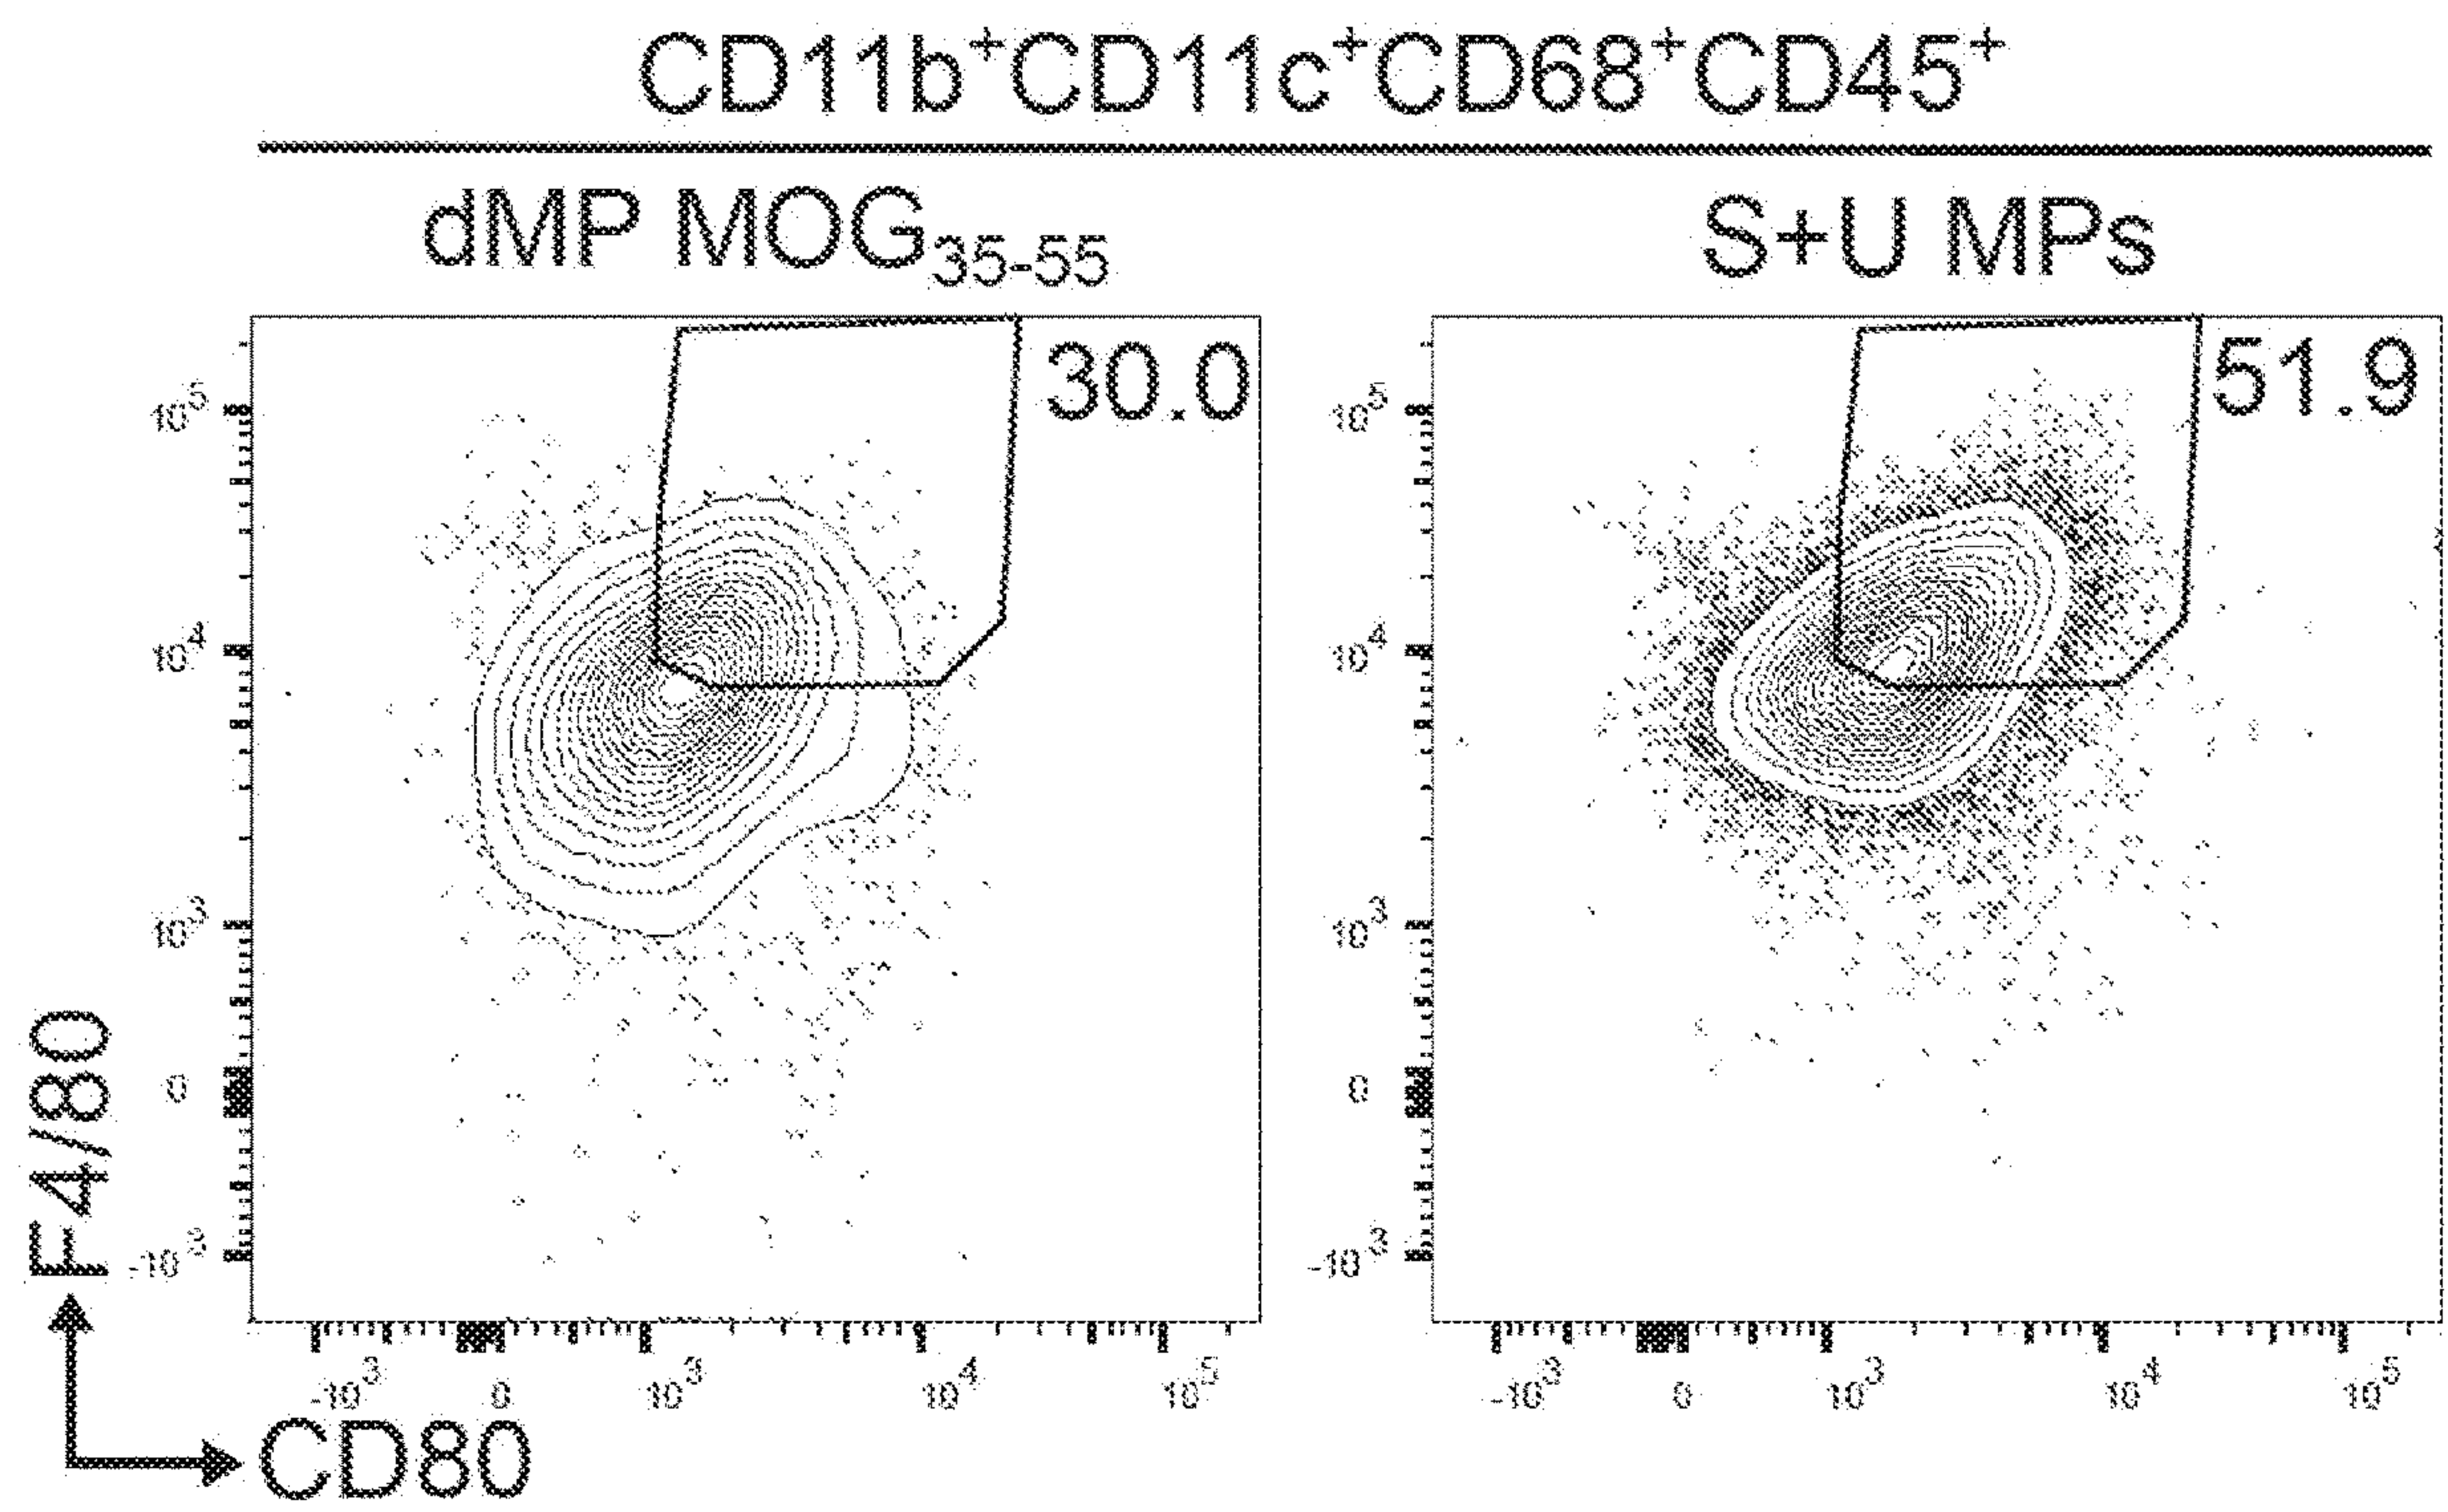 CD11b⁺CD11c⁺CD68⁺CD45⁺
dMP MOG₃₅₋₅₅
S+U MPs
30.0
51.9
10⁵
10⁴
10³
0
-10³
10⁵
10⁴
10³
0
-10³
-10³ 0 10³ 10⁴ 10⁵
-10³ 0 10³ 10⁴ 10⁵
F4/80
CD80